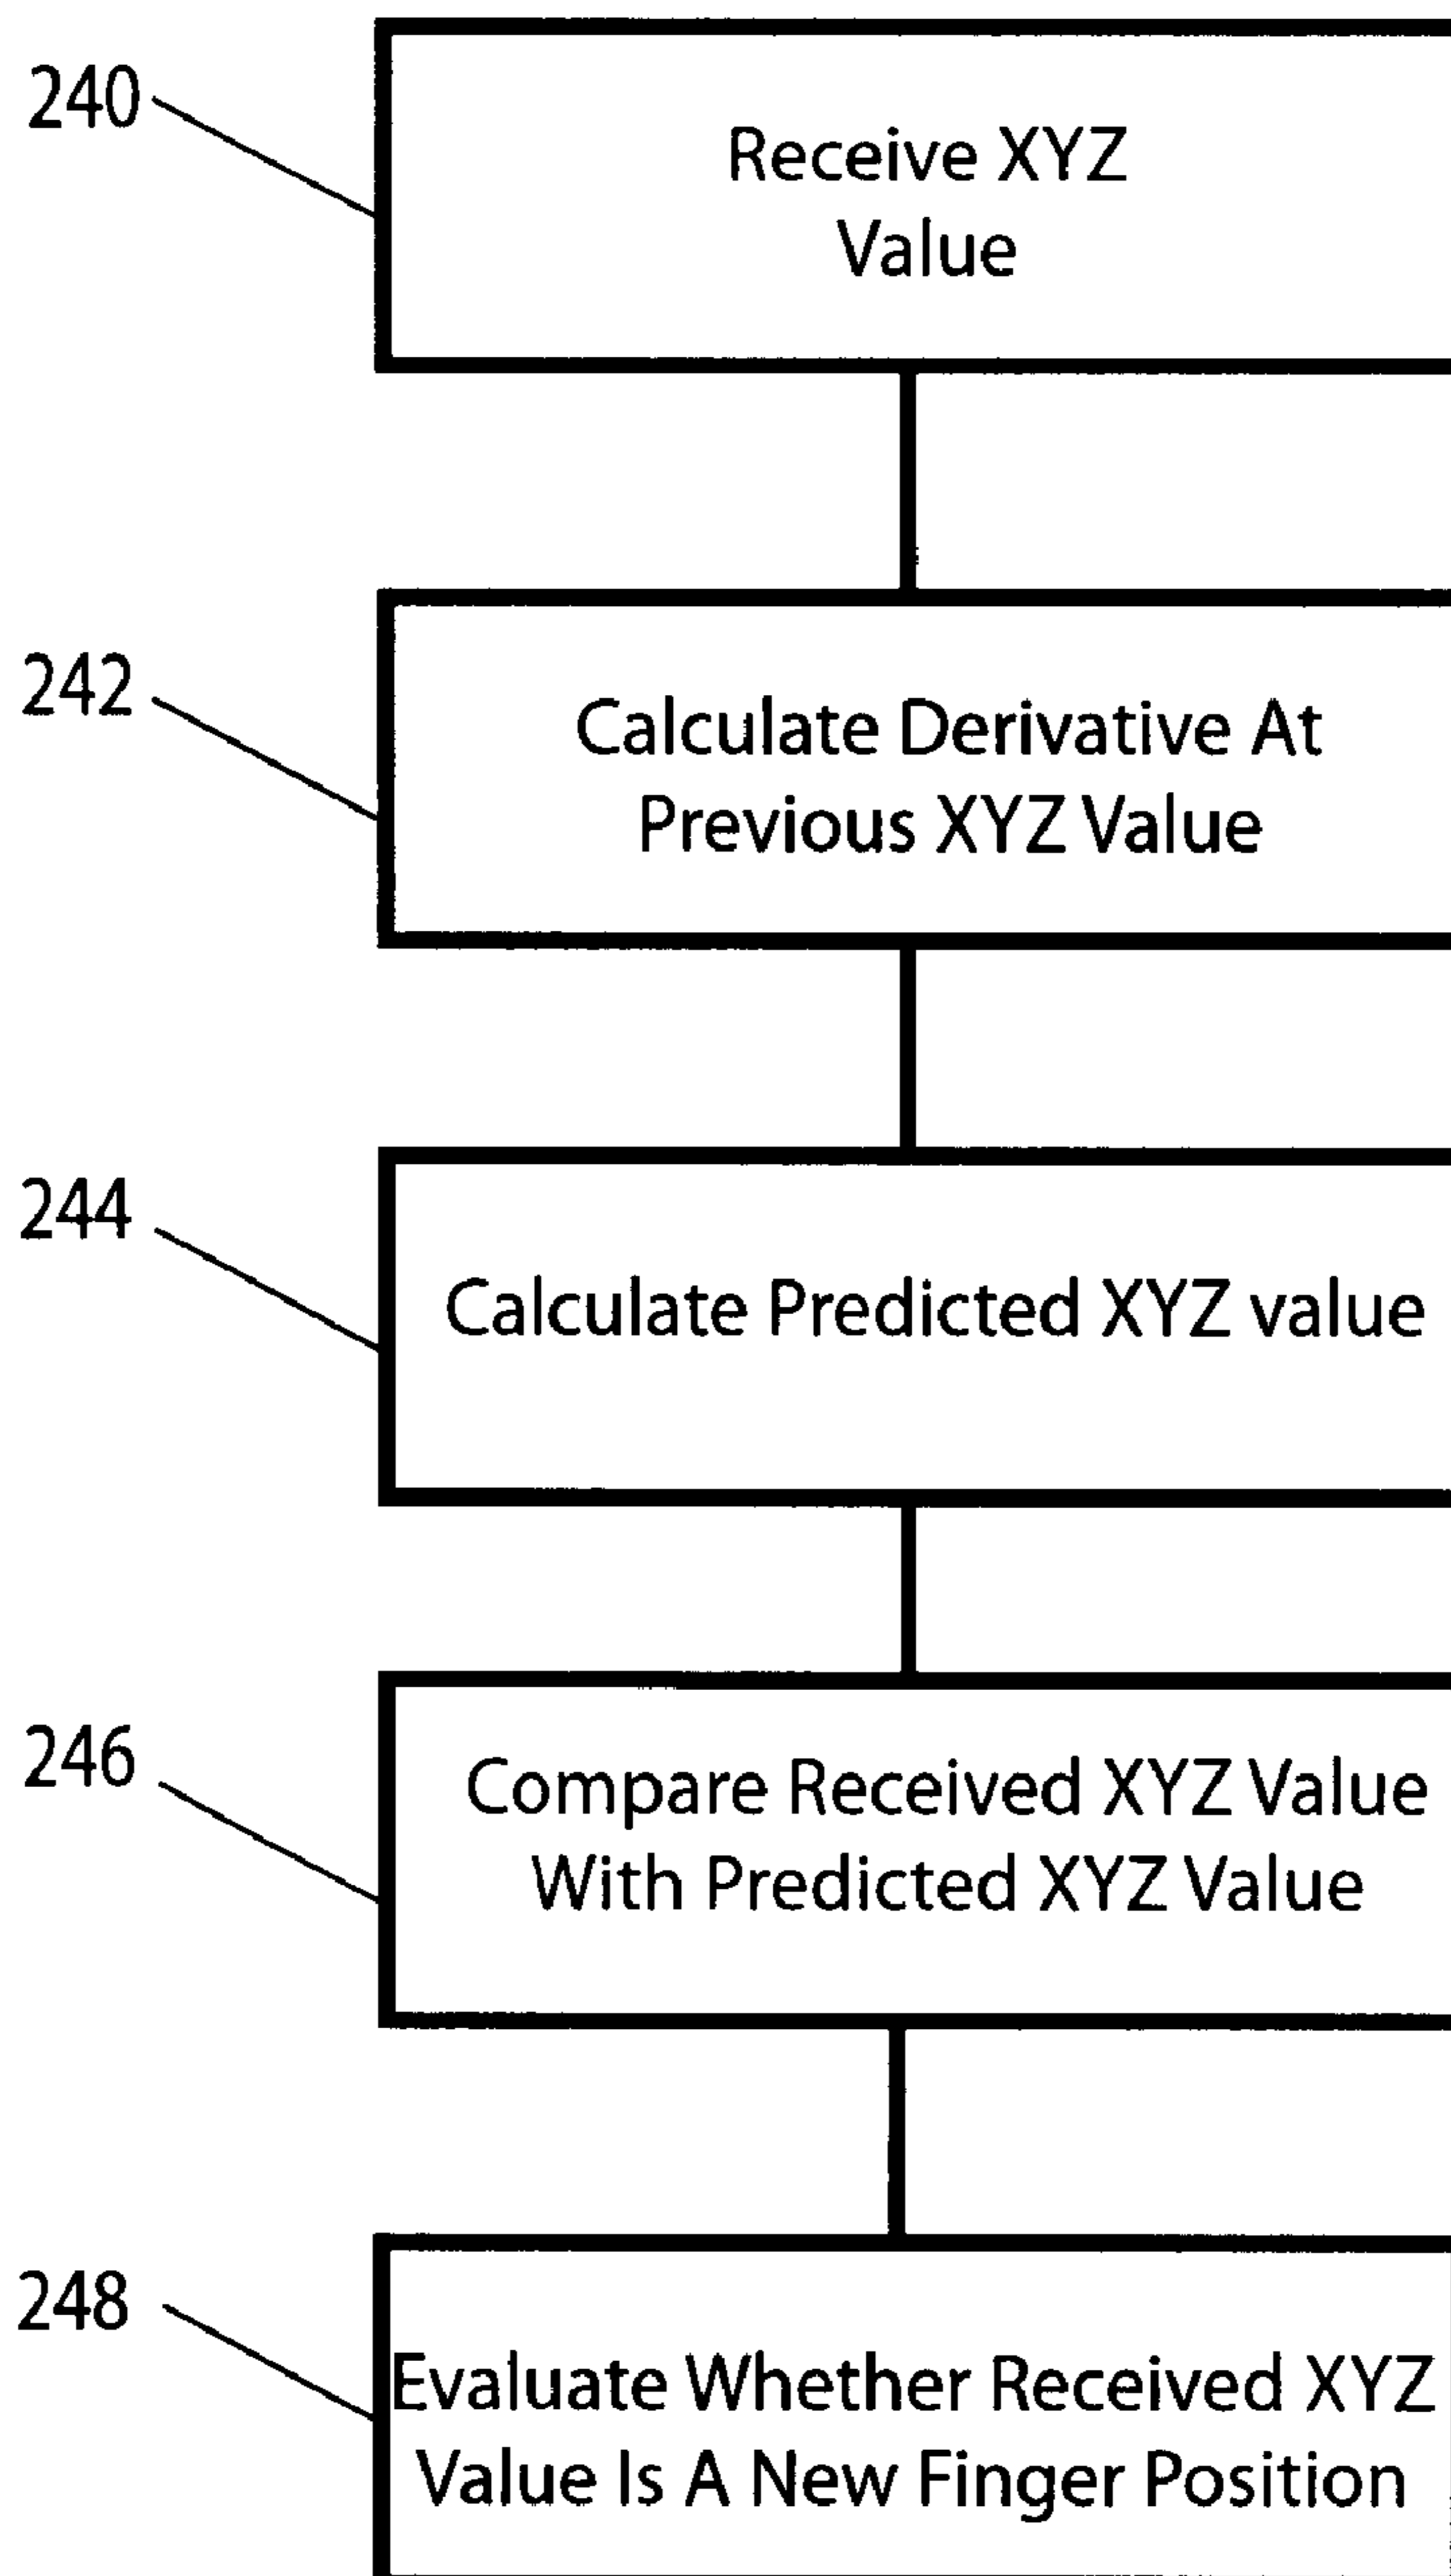 240
Receive XYZ
Value
242
Calculate Derivative At
Previous XYZ Value
244
Calculate Predicted XYZ value
246
Compare Received XYZ Value
With Predicted XYZ Value
248
Evaluate Whether Received XYZ
Value Is A New Finger Position